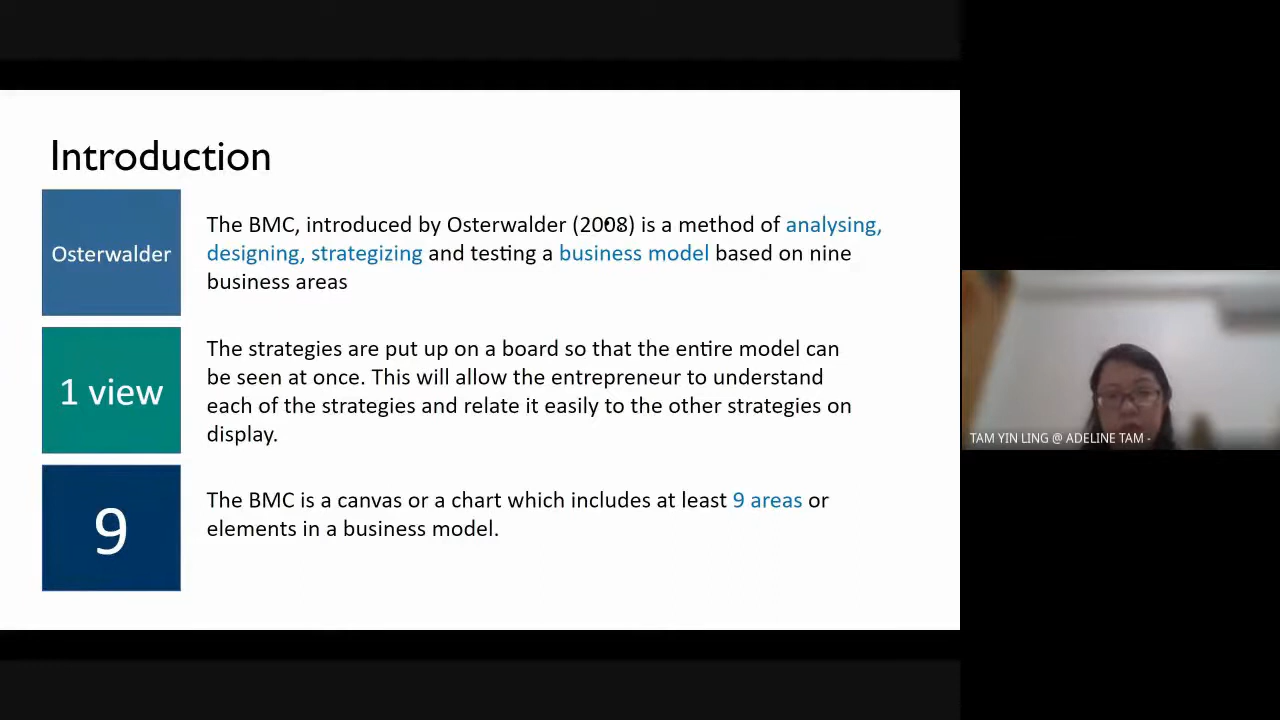 Introduction
Osterwalder
The BMC, introduced by Osterwalder (2008) is a method of analysing,
designing, strategizing and testing a business model based on nine
business areas
1 view
The strategies are put up on a board so that the entire model can
be seen at once. This will allow the entrepreneur to understand
each of the strategies and relate it easily to the other strategies on
display.
9
The BMC is a canvas or a chart which includes at least 9 areas or
elements in a business model.
TAM YIN LING @ ADELINE TAM -